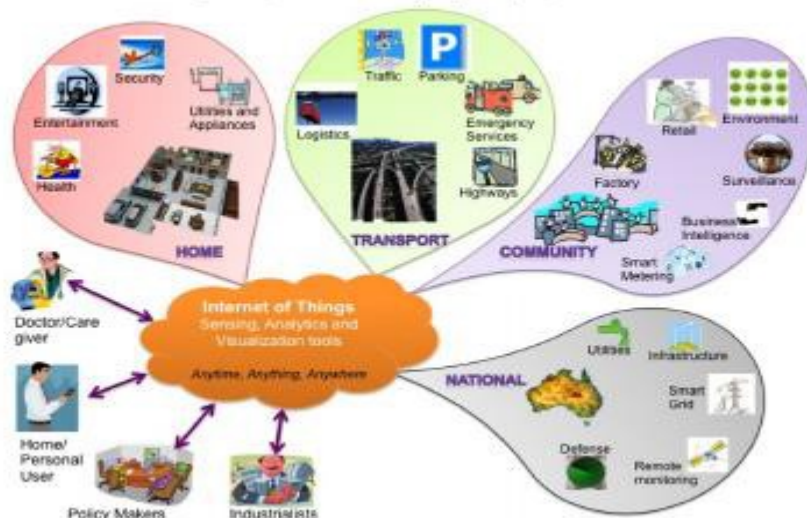 Security
Entertainment
Utilities and
Appliances
Health
HOME
Traffic
P
Parking
Logistics
Emergency
Services
Highways
TRANSPORT
Retail
Environment
Factory
Surveillance
Business
Intelligence
COMMUNITY
Smart
Metering
Doctor/Care
giver
Internet of Things
Sensing, Analytics and
Visualization tools
Anytime, Anything, Anywhere
Home/
Personal
User
Policy Makers
Industrialists
Utilities
Infrastructure
NATIONAL
Smart
Grid
Defense
Remote
monitoring